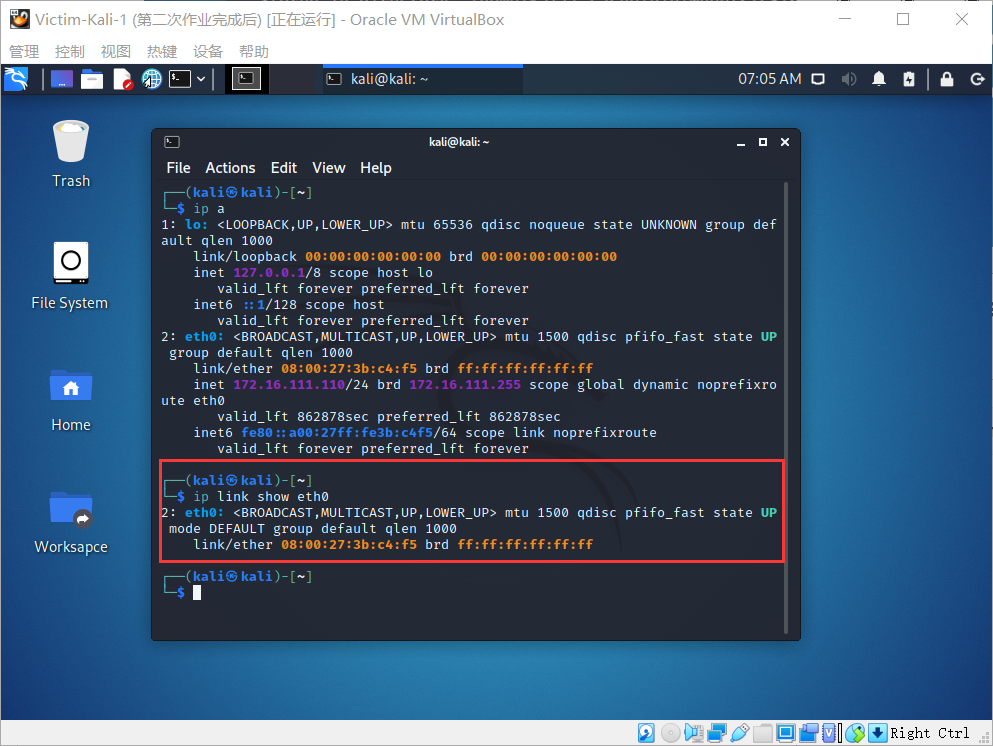 Victim-Kali-1 (第二次作业完成后) [正在运行] - Oracle VM VirtualBox
管理 控制 视图 热键 设备 帮助
kali@kali: ~
07:05 AM
Trash
File System
Home
Worksapce
kali@kali: ~
File Actions Edit View Help
┌──(kali㉿kali)-[~]
└─$ ip a
1: lo: <LOOPBACK,UP,LOWER_UP> mtu 65536 qdisc noqueue state UNKNOWN group def
ault qlen 1000
link/loopback 00:00:00:00:00:00 brd 00:00:00:00:00:00
inet 127.0.0.1/8 scope host lo
valid_lft forever preferred_lft forever
inet6 ::1/128 scope host
valid_lft forever preferred_lft forever
2: eth0: <BROADCAST,MULTICAST,UP,LOWER_UP> mtu 1500 qdisc pfifo_fast state UP
group default qlen 1000
link/ether 08:00:27:3b:c4:f5 brd ff:ff:ff:ff:ff:ff
inet 172.16.111.110/24 brd 172.16.111.255 scope global dynamic noprefixro
ute eth0
valid_lft 862878sec preferred_lft 862878sec
inet6 fe80::a00:27ff:fe3b:c4f5/64 scope link noprefixroute
valid_lft forever preferred_lft forever
┌──(kali㉿kali)-[~]
└─$ ip link show eth0
2: eth0: <BROADCAST,MULTICAST,UP,LOWER_UP> mtu 1500 qdisc pfifo_fast state UP
mode DEFAULT group default qlen 1000
link/ether 08:00:27:3b:c4:f5 brd ff:ff:ff:ff:ff:ff
┌──(kali㉿kali)-[~]
└─$
Right Ctrl